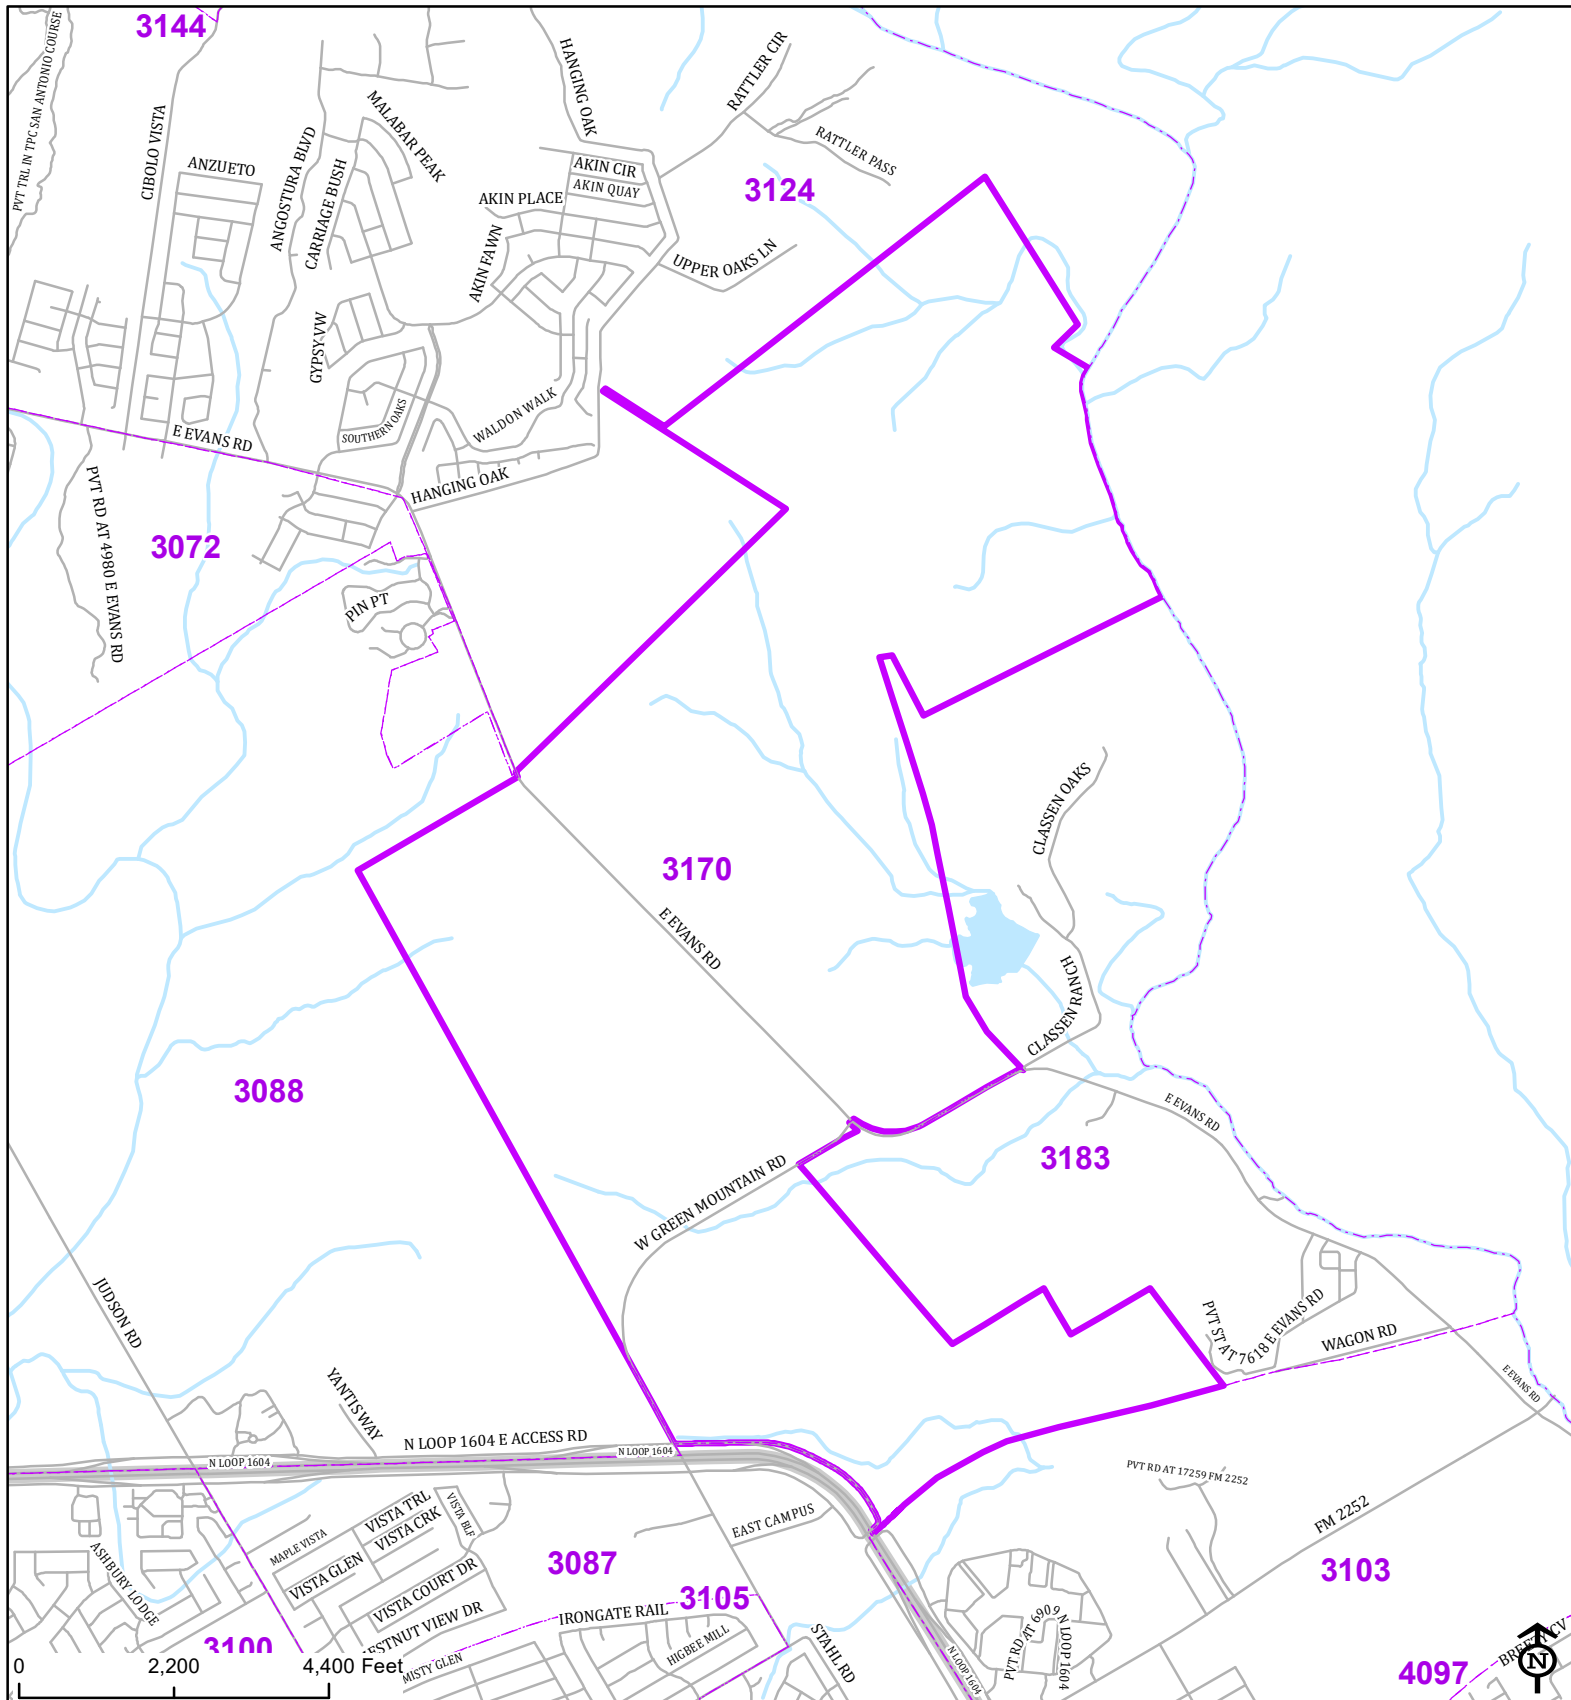 3144
PVT TRL IN TPC SAN ANTONIO COURSE
CIBOLO VISTA
ANZUETO
ANGOSTURA BLVD
CARRIAGE BUSH
MALABAR PEAK
HANGING OAK
RATTLER CIR
RATTLER PASS
AKIN CIR
AKIN QUAY
AKIN PLACE
3124
AKIN FAWN
UPPER OAKS LN
GYPSY VW
SOUTHERN OAKS
WALDON WALK
E EVANS RD
HANGING OAK
PVT RD AT 4980 E EVANS RD
3072
PIN PT
CLASSEN OAKS
3170
E EVANS RD
CLASSEN RANCH
3088
E EVANS RD
3183
W GREEN MOUNTAIN RD
JUDSON RD
PVT ST AT 7618 E EVANS RD
WAGON RD
E EVANS RD
YANTIS WAY
N LOOP 1604 E ACCESS RD
N LOOP 1604
N LOOP 1604
PVT RD AT 17259 FM 2252
FM 2252
VISTA TRL
VISTA BLF
VISTA CRK
MAPLE VISTA
EAST CAMPUS
ASHBURY LODGE
VISTA GLEN
3087
3103
VISTA COURT DR
3105
ESTNUT VIEW DR
IRONGATE RAIL
PVT RD AT 6909 N LOOP 1604
3100
HIGBEE MILL
STAHL RD
N LOOP 1604
MISTY GLEN
4097
N
0 2,200 4,400 Feet